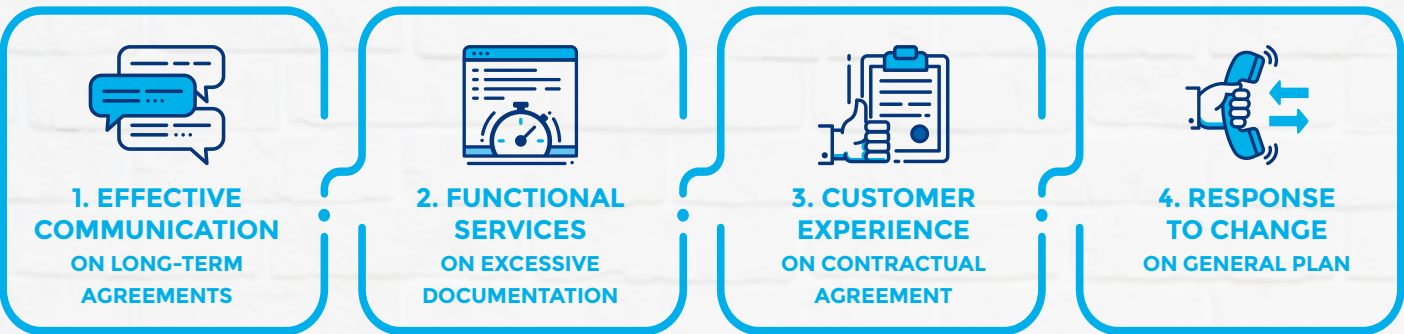 1. EFFECTIVE
COMMUNICATION
ON LONG-TERM
AGREEMENTS
2. FUNCTIONAL
SERVICES
ON EXCESSIVE
DOCUMENTATION
3. CUSTOMER
EXPERIENCE
ON CONTRACTUAL
AGREEMENT
4. RESPONSE
TO CHANGE
ON GENERAL PLAN